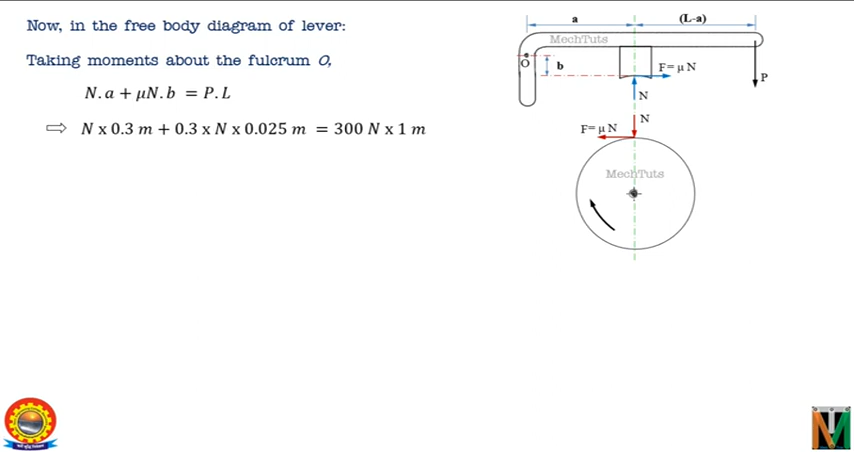 Now, in the free body diagram of lever:
Taking moments about the fulcrum O,
N.a + μN.b = P.L
⇨ N x 0.3 m + 0.3 x N x 0.025 m = 300 N x 1 m
a
(L-a)
MechTuts
O
b
F= μ N
P
N
N
F= μ N
MechTuts